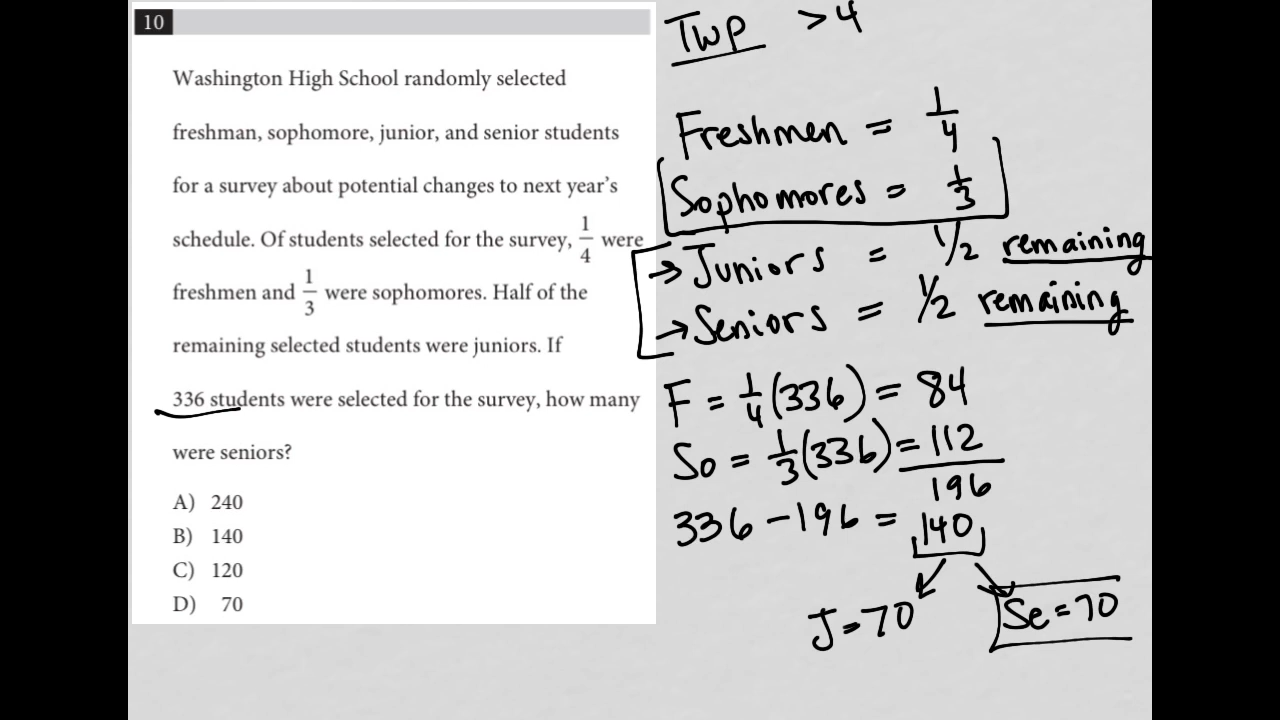 10
Washington High School randomly selected
freshman, sophomore, junior, and senior students
for a survey about potential changes to next year's
schedule. Of students selected for the survey, 1/4 were
freshmen and 1/3 were sophomores. Half of the
remaining selected students were juniors. If
336 students were selected for the survey, how many
were seniors?
A) 240
B) 140
C) 120
D) 70
TWP >4
Freshmen = 1/4
Sophomores = 1/3
→ Juniors = 1/2 remaining
→ Seniors = 1/2 remaining
F = 1/4(336) = 84
So = 1/3(336) = 112
196
336 - 196 = 140
J = 70
Se = 70